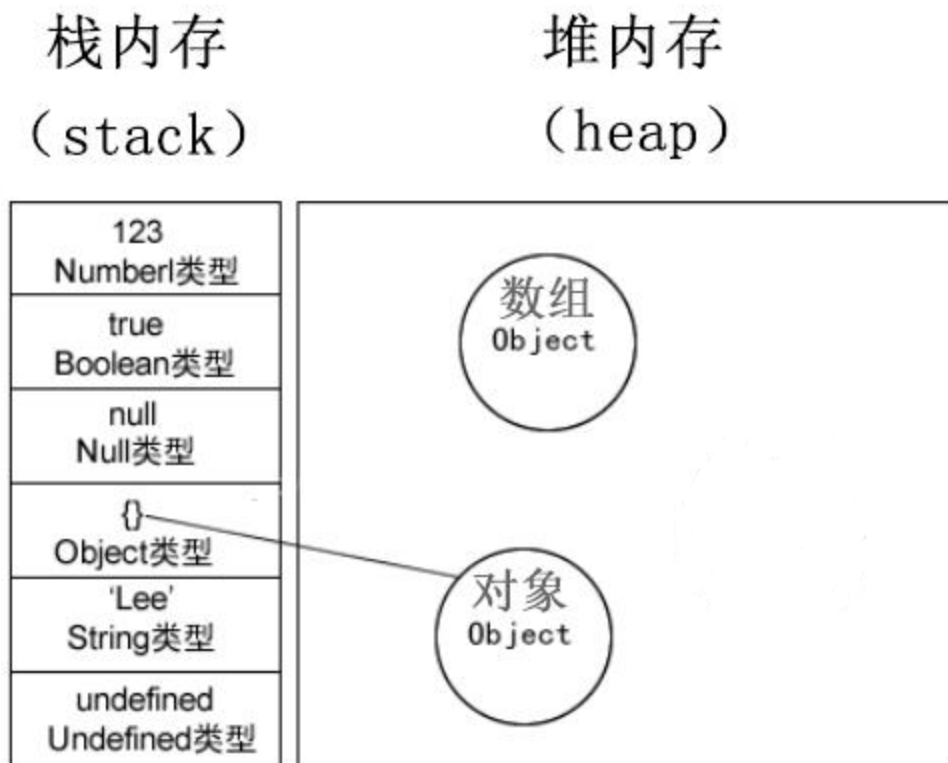 栈内存
（stack）
堆内存
（heap）
123
Numberl类型
true
Boolean类型
null
Null类型
{}
Object类型
‘Lee’
String类型
undefined
Undefined类型
数组
Object
对象
Object